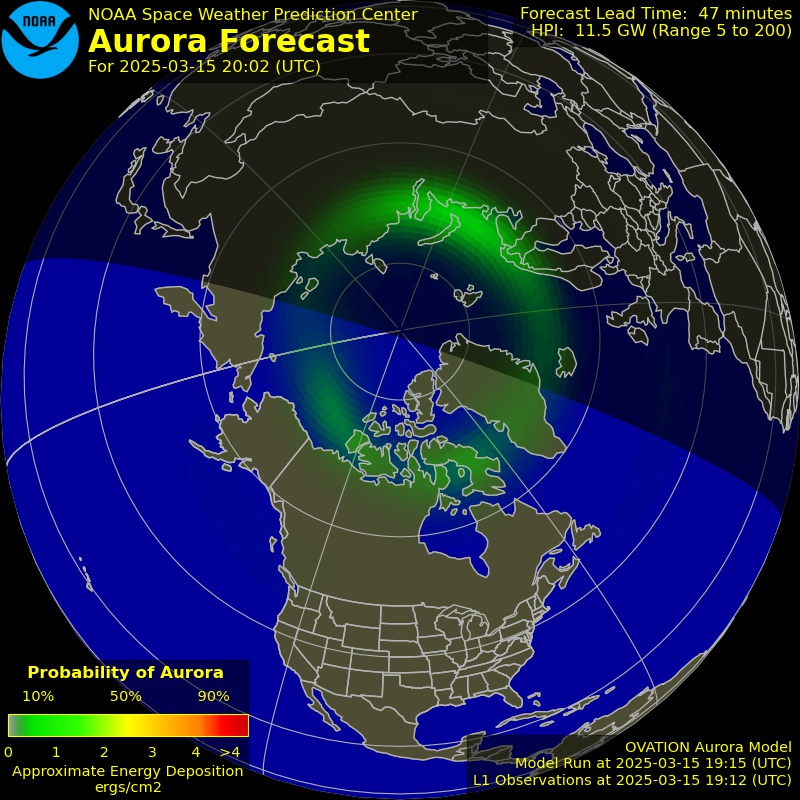 NOAA
NOAA Space Weather Prediction Center
Aurora Forecast
For 2025-03-15 20:02 (UTC)
Forecast Lead Time: 47 minutes
HPI: 11.5 GW (Range 5 to 200)
Probability of Aurora
10% 50% 90%
0 1 2 3 4 >4
Approximate Energy Deposition
ergs/cm2
OVATION Aurora Model
Model Run at 2025-03-15 19:15 (UTC)
L1 Observations at 2025-03-15 19:12 (UTC)